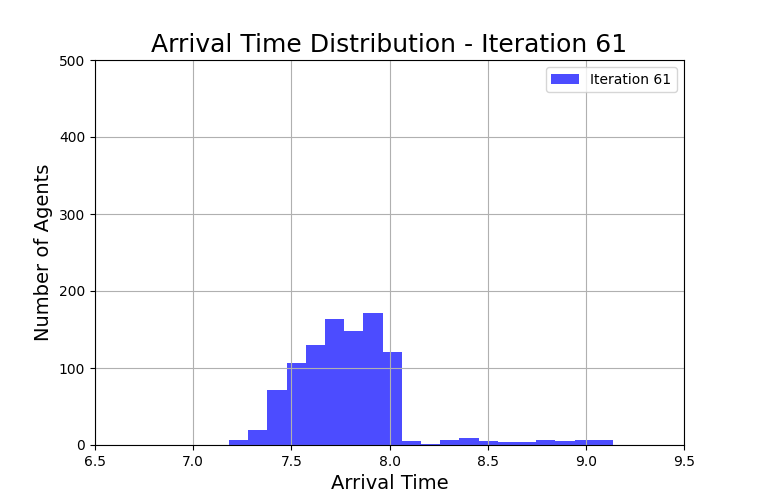 Arrival Time Distribution - Iteration 61
Iteration 61
500
400
300
200
100
0
Number of Agents
6.5 7.0 7.5 8.0 8.5 9.0 9.5
Arrival Time